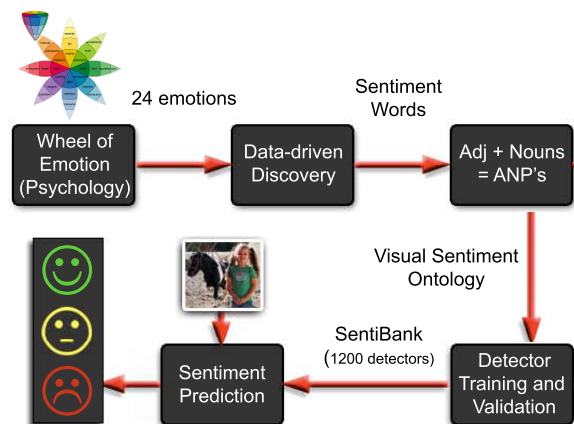 24 emotions
Sentiment
Words
Wheel of
Emotion
(Psychology)
Data-driven
Discovery
Adj + Nouns
= ANP's
Visual Sentiment
Ontology
SentiBank
(1200 detectors)
Sentiment
Prediction
Detector
Training and
Validation